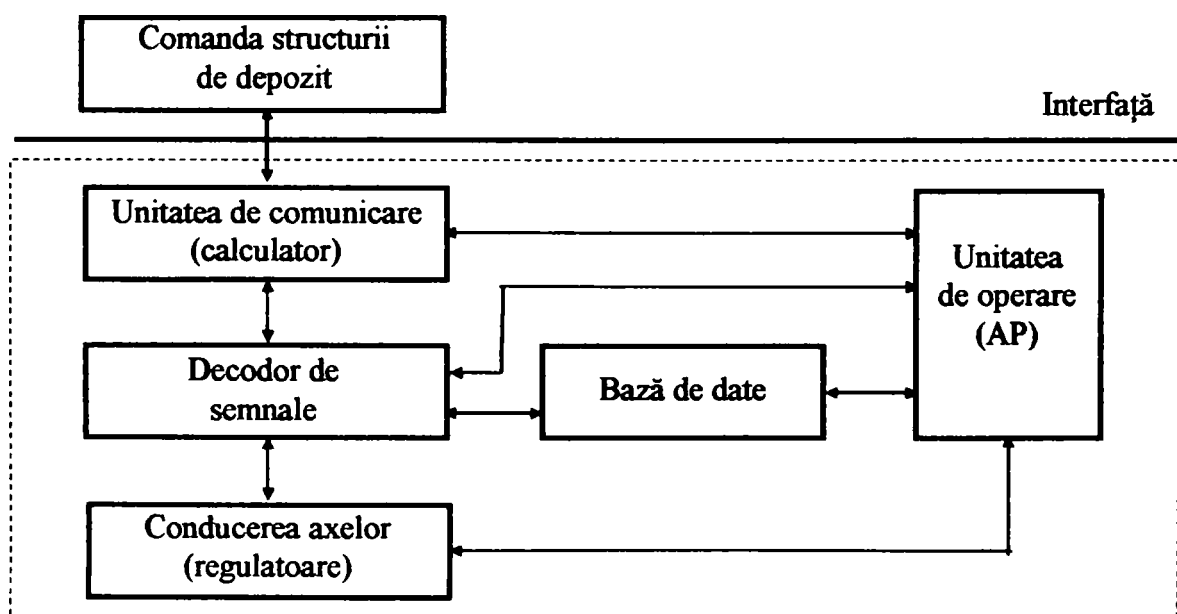 Comanda structurii
de depozit
Interfață
Unitatea de comunicare
(calculator)
Unitatea
de operare
(AP)
Decodor de
semnale
Bază de date
Conducerea axelor
(regulatoare)